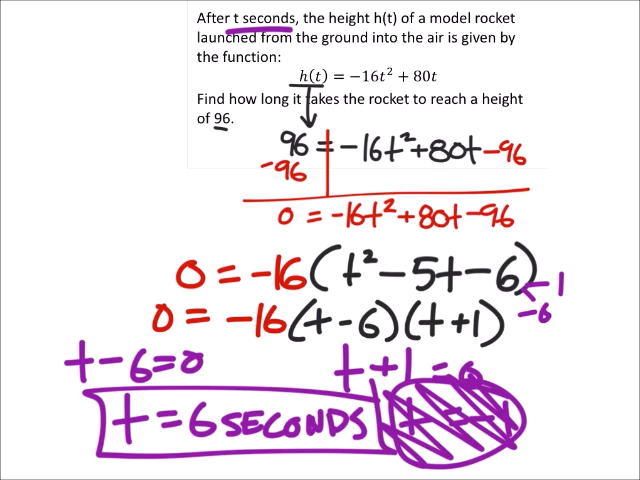 After t seconds, the height h(t) of a model rocket
launched from the ground into the air is given by
the function:
h(t) = −16t² + 80t
Find how long it takes the rocket to reach a height
of 96.
96 = -16t²+80t -96
-96
0 = -16t²+80t-96
0 = -16(t² - 5t - 6)
-1
-6
0 = -16(t-6)(t+1)
t-6=0 t+1=0
t=6 SECONDS t=-1